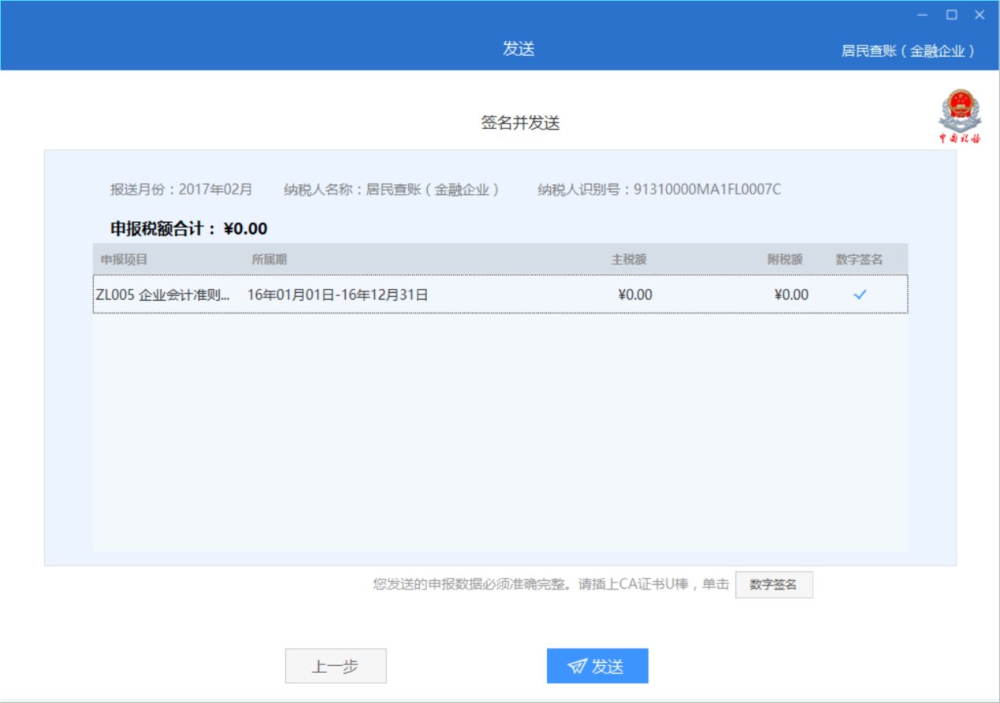 发送
居民查账（金融企业）
签名并发送
中国税务
报送月份：2017年02月 纳税人名称：居民查账（金融企业） 纳税人识别号：91310000MA1FL0007C
申报税额合计：¥0.00
申报项目 所属期 主税额 附税额 数字签名
ZL005 企业会计准则... 16年01月01日-16年12月31日 ¥0.00 ¥0.00
您发送的申报数据必须准确完整。请插上CA证书U棒，单击 数字签名
上一步 发送